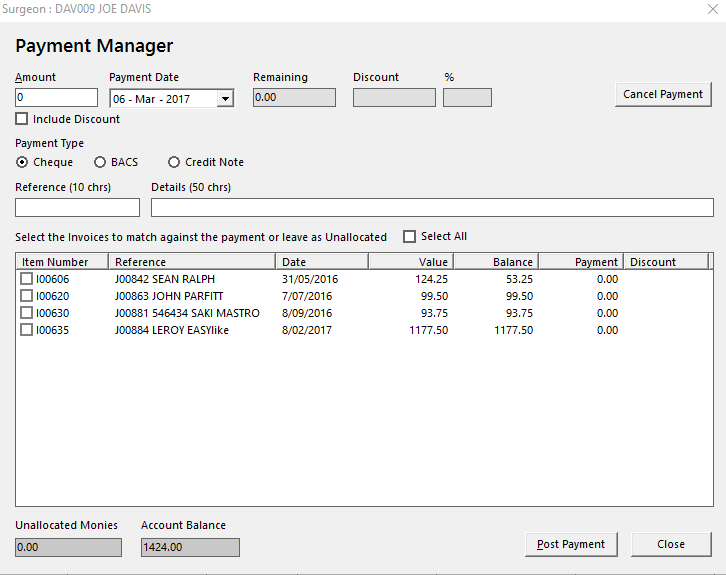 Surgeon : DAV009 JOE DAVIS
Payment Manager
Amount Payment Date Remaining Discount %
0 06 - Mar - 2017 0.00
Cancel Payment
Include Discount
Payment Type
Cheque BACS Credit Note
Reference (10 chrs) Details (50 chrs)
Select the Invoices to match against the payment or leave as Unallocated Select All
Item Number Reference Date Value Balance Payment Discount
I00606 J00842 SEAN RALPH 31/05/2016 124.25 53.25 0.00
I00620 J00863 JOHN PARFITT 7/07/2016 99.50 99.50 0.00
I00630 J00881 546434 SAKI MASTRO 8/09/2016 93.75 93.75 0.00
I00635 J00884 LEROY EASYlike 8/02/2017 1177.50 1177.50 0.00
Unallocated Monies Account Balance
0.00 1424.00
Post Payment Close